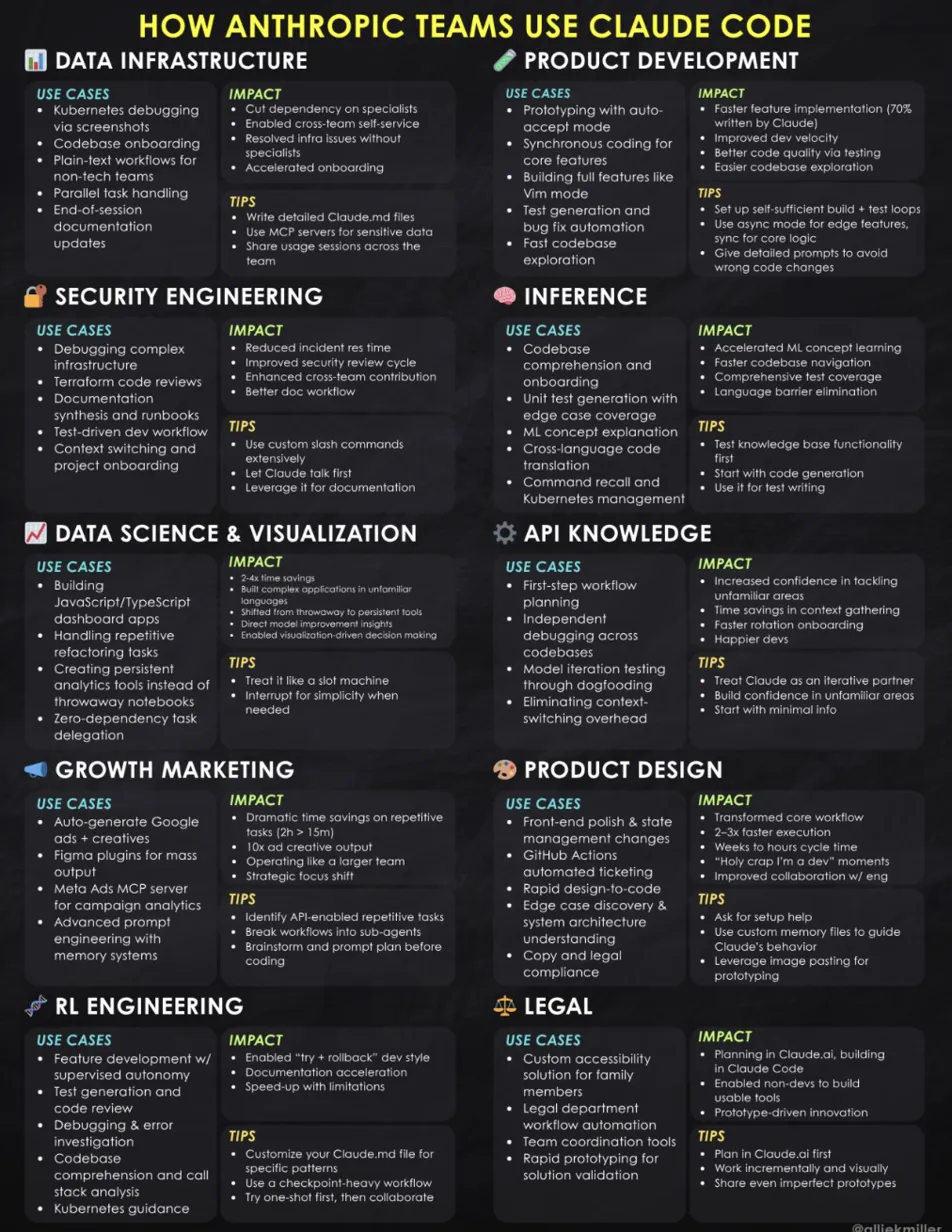 HOW ANTHROPIC TEAMS USE CLAUDE CODE
DATA INFRASTRUCTURE
USE CASES
• Kubernetes debugging
via screenshots
• Codebase onboarding
• Plain-text workflows for
non-tech teams
• Parallel task handling
• End-of-session
documentation
updates
IMPACT
• Cut dependency on specialists
• Enabled cross-team self-service
• Resolved infra issues without
specialists
• Accelerated onboarding
TIPS
• Write detailed Claude.md files
• Use MCP servers for sensitive data
• Share usage sessions across the
team
PRODUCT DEVELOPMENT
USE CASES
• Prototyping with auto-
accept mode
• Synchronous coding for
core features
• Building full features like
Vim mode
• Test generation and
bug fix automation
• Fast codebase
exploration
IMPACT
• Faster feature implementation (70%
written by Claude)
• Improved dev velocity
• Better code quality via testing
• Easier codebase exploration
TIPS
• Set up self-sufficient build + test loops
• Use async mode for edge features,
sync for core logic
• Give detailed prompts to avoid
wrong code changes
SECURITY ENGINEERING
USE CASES
• Debugging complex
infrastructure
• Terraform code reviews
• Documentation
synthesis and runbooks
• Test-driven dev workflow
• Context switching and
project onboarding
IMPACT
• Reduced incident res time
• Improved security review cycle
• Enhanced cross-team contribution
• Better doc workflow
TIPS
• Use custom slash commands
extensively
• Let Claude talk first
• Leverage it for documentation
INFERENCE
USE CASES
• Codebase
comprehension and
onboarding
• Unit test generation with
edge case coverage
• ML concept explanation
• Cross-language code
translation
• Command recall and
Kubernetes management
IMPACT
• Accelerated ML concept learning
• Faster codebase navigation
• Comprehensive test coverage
• Language barrier elimination
TIPS
• Test knowledge base functionality
first
• Start with code generation
• Use it for test writing
DATA SCIENCE & VISUALIZATION
USE CASES
• Building
JavaScript/TypeScript
dashboard apps
• Handling repetitive
refactoring tasks
• Creating persistent
analytics tools instead of
throwaway notebooks
• Zero-dependency task
delegation
IMPACT
• 2-4x time savings
• Built complex applications in unfamiliar
languages
• Shifted from throwaway to persistent tools
• Direct model improvement insights
• Enabled visualization-driven decision making
TIPS
• Treat it like a slot machine
• Interrupt for simplicity when
needed
API KNOWLEDGE
USE CASES
• First-step workflow
planning
• Independent
debugging across
codebases
• Model iteration testing
through dogfooding
• Eliminating context-
switching overhead
IMPACT
• Increased confidence in tackling
unfamiliar areas
• Time savings in context gathering
• Faster rotation onboarding
• Happier devs
TIPS
• Treat Claude as an iterative partner
• Build confidence in unfamiliar areas
• Start with minimal info
GROWTH MARKETING
USE CASES
• Auto-generate Google
ads + creatives
• Figma plugins for mass
output
• Meta Ads MCP server
for campaign analytics
• Advanced prompt
engineering with
memory systems
IMPACT
• Dramatic time savings on repetitive
tasks (2h > 15m)
• 10x ad creative output
• Operating like a larger team
• Strategic focus shift
TIPS
• Identify API-enabled repetitive tasks
• Break workflows into sub-agents
• Brainstorm and prompt plan before
coding
PRODUCT DESIGN
USE CASES
• Front-end polish & state
management changes
• GitHub Actions
automated ticketing
• Rapid design-to-code
• Edge case discovery &
system architecture
understanding
• Copy and legal
compliance
IMPACT
• Transformed core workflow
• 2–3x faster execution
• Weeks to hours cycle time
• “Holy crap I’m a dev” moments
• Improved collaboration w/ eng
TIPS
• Ask for setup help
• Use custom memory files to guide
Claude’s behavior
• Leverage image pasting for
prototyping
RL ENGINEERING
USE CASES
• Feature development w/
supervised autonomy
• Test generation and
code review
• Debugging & error
investigation
• Codebase
comprehension and call
stack analysis
• Kubernetes guidance
IMPACT
• Enabled “try + rollback” dev style
• Documentation acceleration
• Speed-up with limitations
TIPS
• Customize your Claude.md file for
specific patterns
• Use a checkpoint-heavy workflow
• Try one-shot first, then collaborate
LEGAL
USE CASES
• Custom accessibility
solution for family
members
• Legal department
workflow automation
• Team coordination tools
• Rapid prototyping for
solution validation
IMPACT
• Planning in Claude.ai, building
in Claude Code
• Enabled non-devs to build
usable tools
• Prototype-driven innovation
TIPS
• Plan in Claude.ai first
• Work incrementally and visually
• Share even imperfect prototypes
@alliekmiller